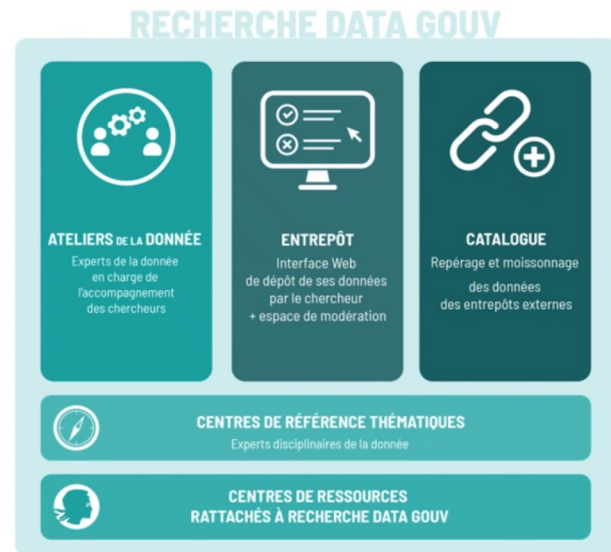 RECHERCHE DATA GOUV
ATELIERS DE LA DONNÉE
Experts de la donnée
en charge de
l'accompagnement
des chercheurs
ENTREPÔT
Interface Web
de dépôt de ses données
par le chercheur
+ espace de modération
CATALOGUE
Repérage et moissonnage
des données
des entrepôts externes
CENTRES DE RÉFÉRENCE THÉMATIQUES
Experts disciplinaires de la donnée
CENTRES DE RESSOURCES
RATTACHÉS À RECHERCHE DATA GOUV